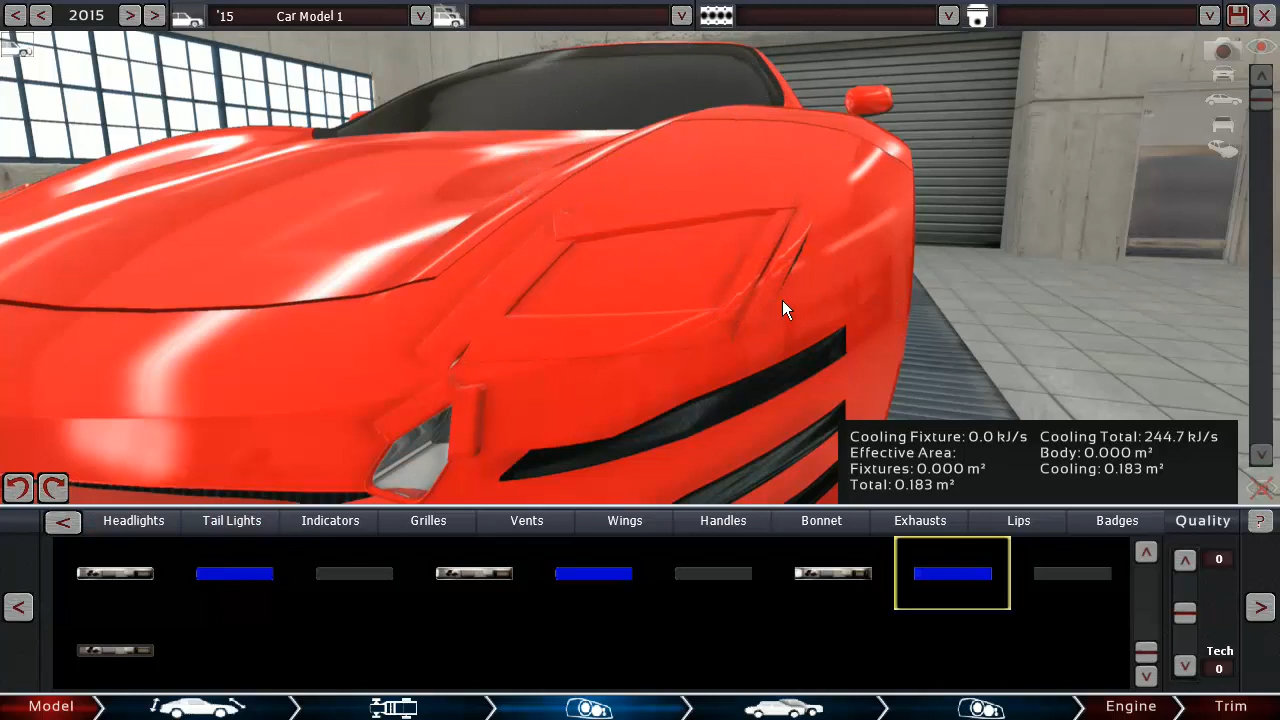 2015
'15 Car Model 1
Cooling Fixture: 0.0 kJ/s Cooling Total: 244.7 kJ/s
Effective Area: Body: 0.000 m²
Fixtures: 0.000 m² Cooling: 0.183 m²
Total: 0.183 m²
Headlights Tail Lights Indicators Grilles Vents Wings Handles Bonnet Exhausts Lips Badges Quality ?
0
Tech
0
Model Engine Trim